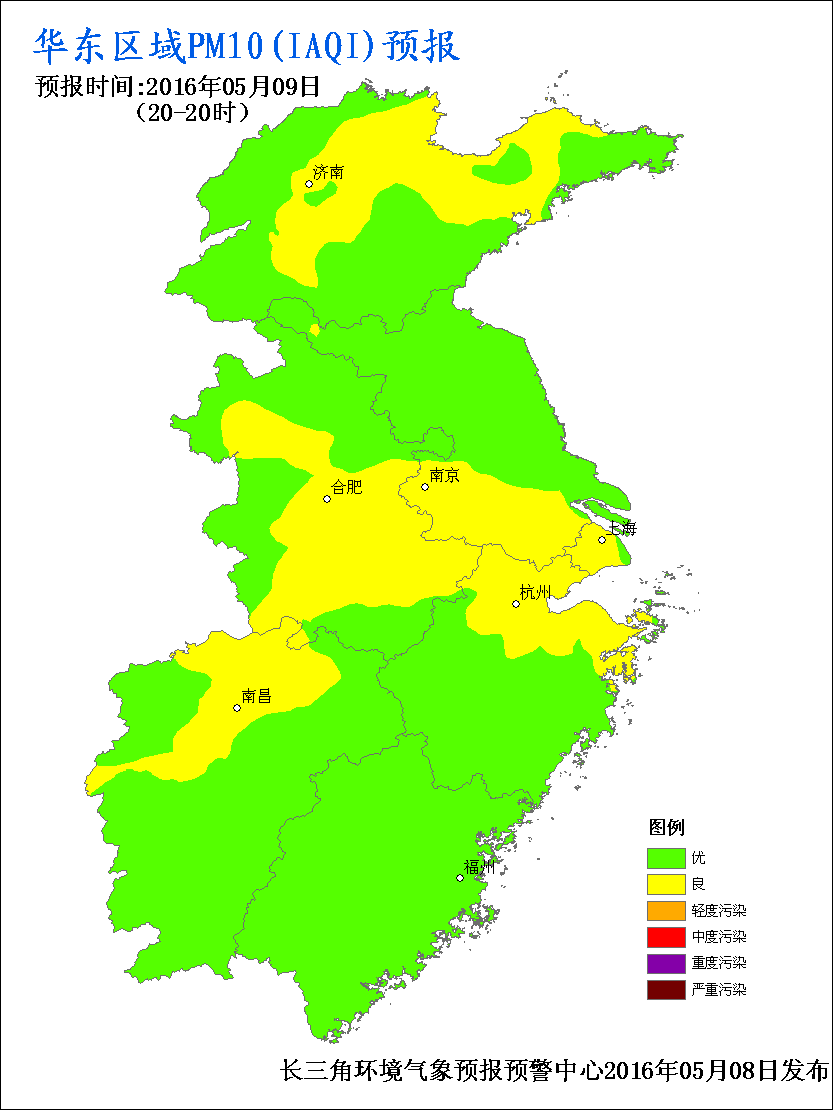 华东区域PM10(IAQI)预报
预报时间:2016年05月09日
（20-20时）
济南
南京
合肥
上海
杭州
南昌
福州
图例
优
良
轻度污染
中度污染
重度污染
严重污染
长三角环境气象预报预警中心2016年05月08日发布